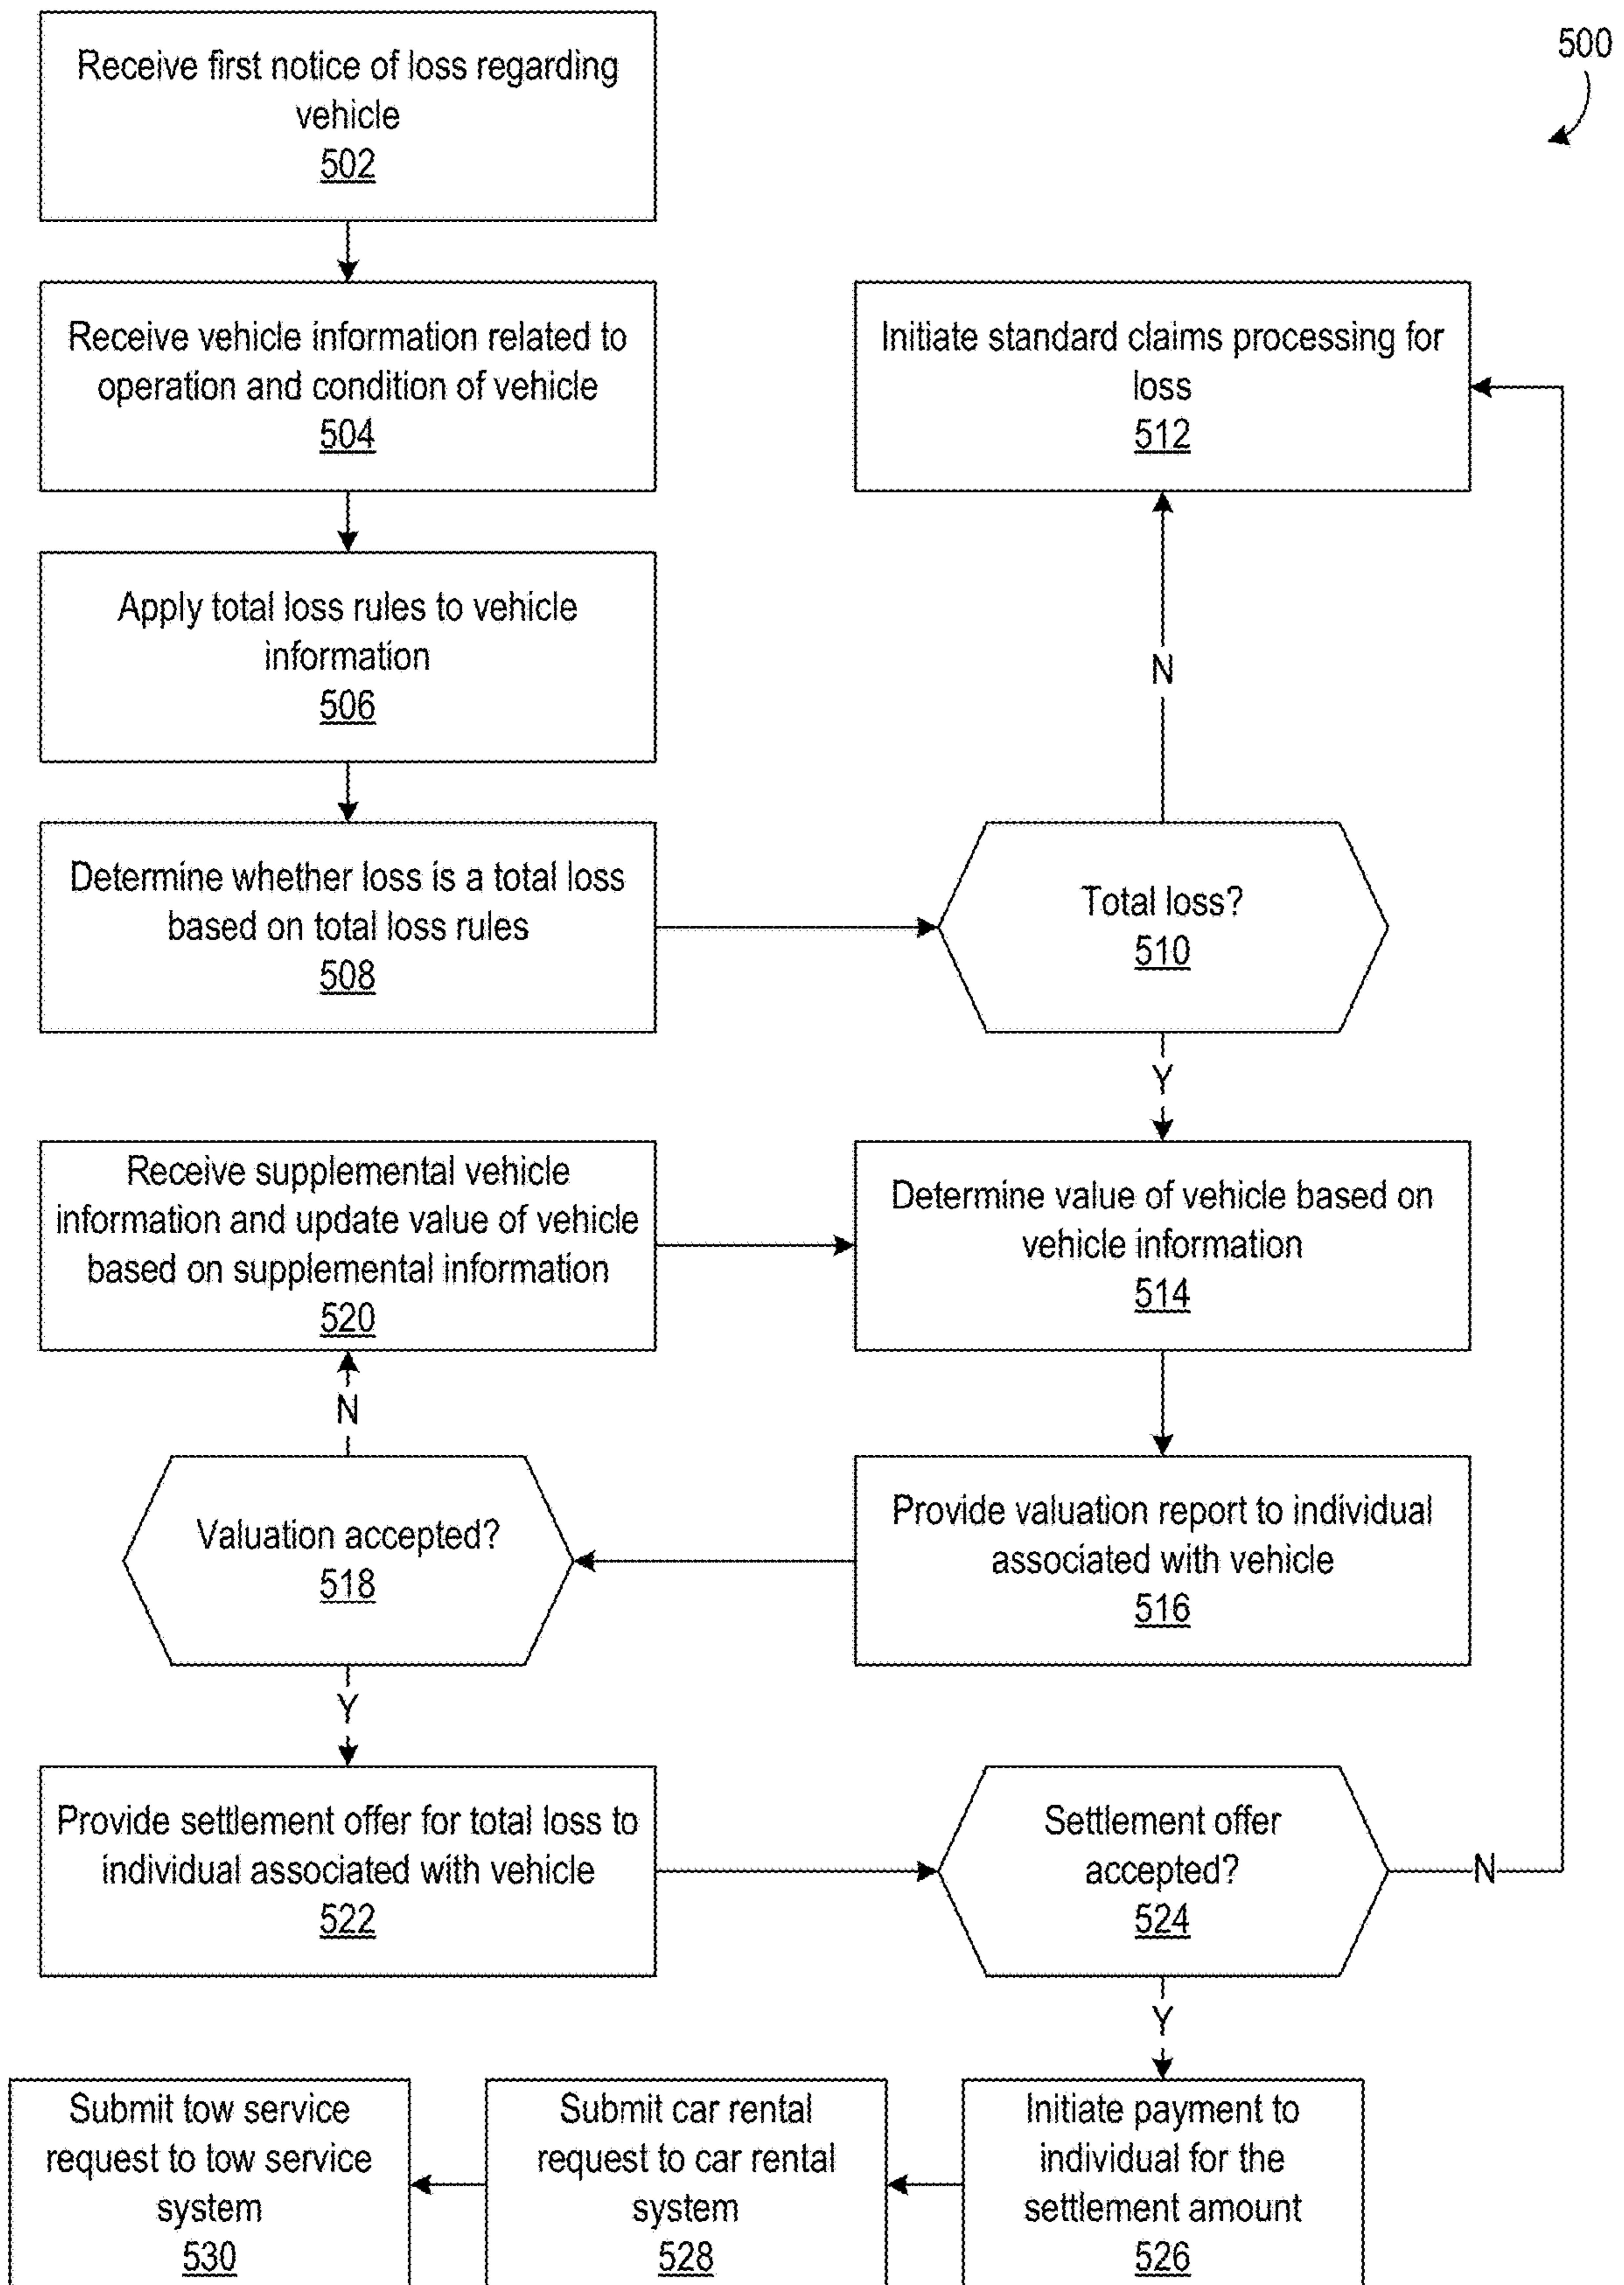 500
Receive first notice of loss regarding
vehicle
502
Receive vehicle information related to
operation and condition of vehicle
504
Initiate standard claims processing for
loss
512
Apply total loss rules to vehicle
information
506
N
Determine whether loss is a total loss
based on total loss rules
508
Total loss?
510
Y
Receive supplemental vehicle
information and update value of vehicle
based on supplemental information
520
Determine value of vehicle based on
vehicle information
514
N
Valuation accepted?
518
Provide valuation report to individual
associated with vehicle
516
Y
Provide settlement offer for total loss to
individual associated with vehicle
522
Settlement offer
accepted?
524
N
Y
Submit tow service
request to tow service
system
530
Submit car rental
request to car rental
system
528
Initiate payment to
individual for the
settlement amount
526